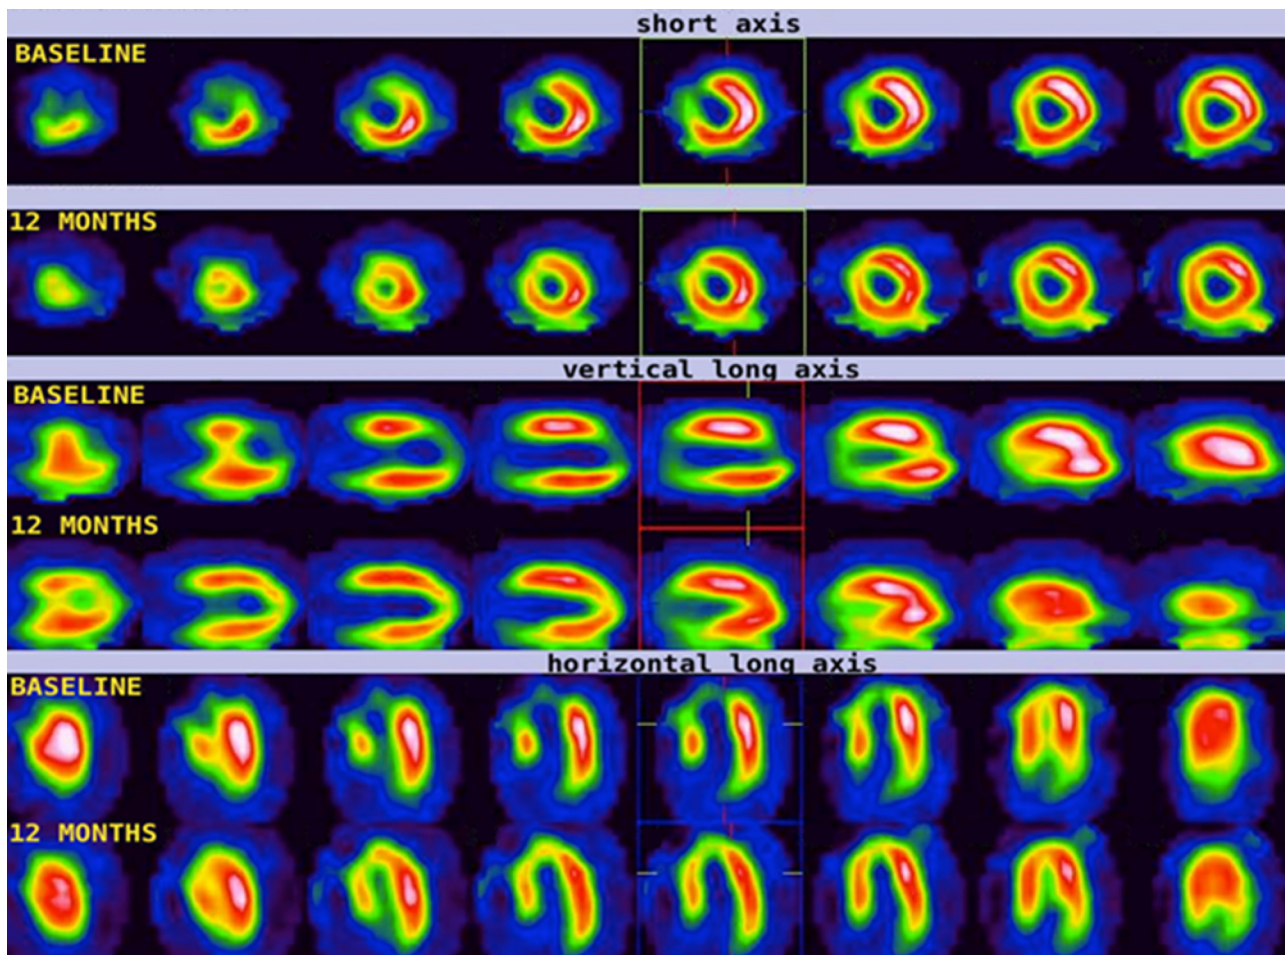 short axis
BASELINE
12 MONTHS
vertical long axis
BASELINE
12 MONTHS
horizontal long axis
BASELINE
12 MONTHS